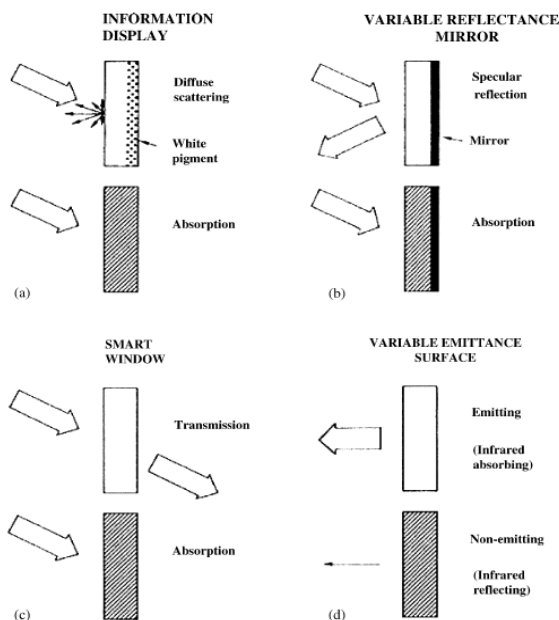 INFORMATION
DISPLAY
Diffuse
scattering
White
pigment
Absorption
(a)
VARIABLE REFLECTANCE
MIRROR
Specular
reflection
Mirror
Absorption
(b)
SMART
WINDOW
Transmission
Absorption
(c)
VARIABLE EMITTANCE
SURFACE
Emitting
(Infrared
absorbing)
Non-emitting
(Infrared
reflecting)
(d)